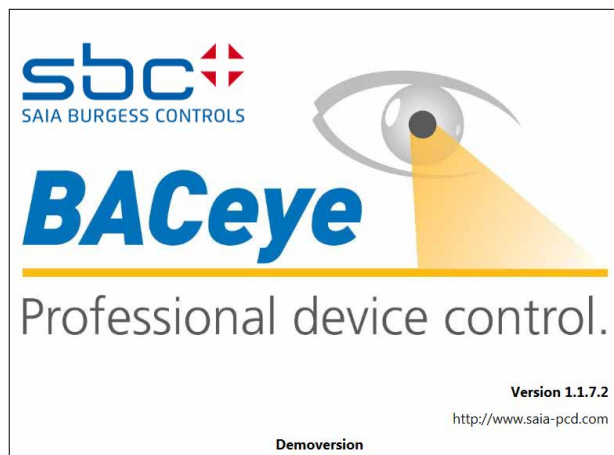 sbc
SAIA BURGESS CONTROLS
BACeye
Professional device control.
Version 1.1.7.2
http://www.saia-pcd.com
Demoversion